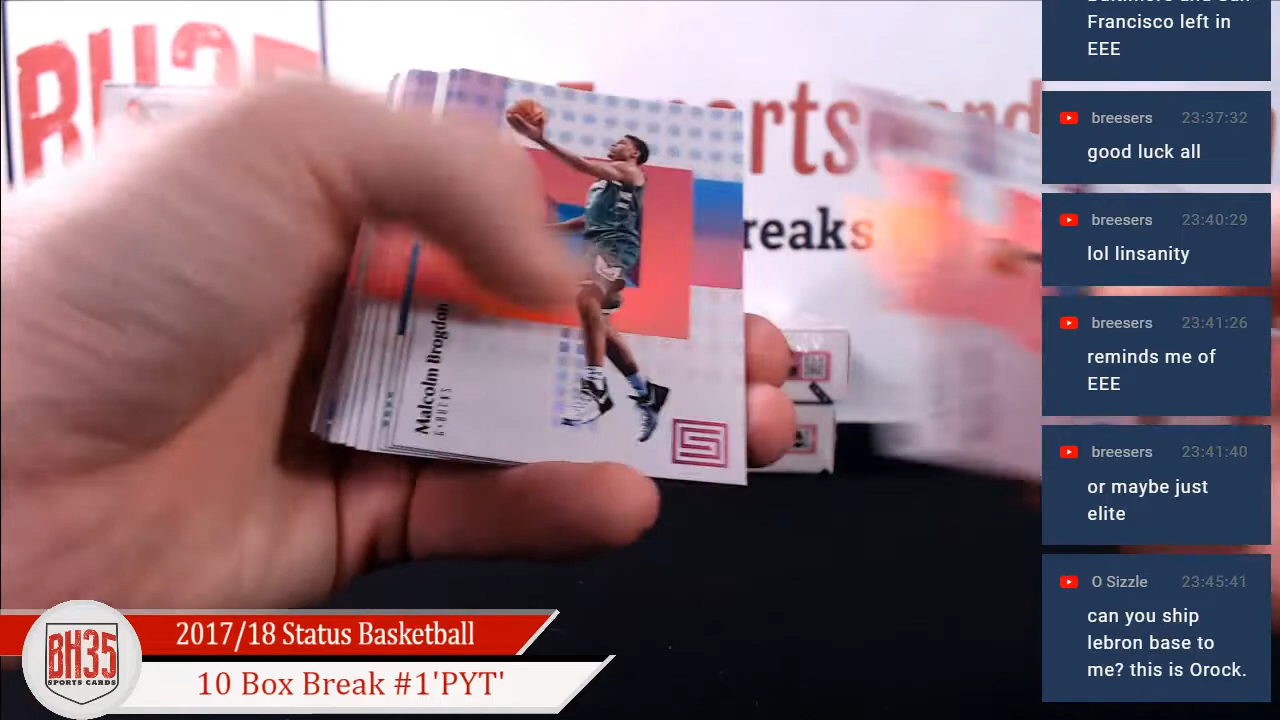 BH35
rts
reaks
Malcolm Brogdon
G • BUCKS
Francisco left in
EEE
breesers 23:37:32
good luck all
breesers 23:40:29
lol linsanity
breesers 23:41:26
reminds me of
EEE
breesers 23:41:40
or maybe just
elite
O Sizzle 23:45:41
can you ship
lebron base to
me? this is Orock.
2017/18 Status Basketball
10 Box Break #1'PYT'
BH35
SPORTS CARDS